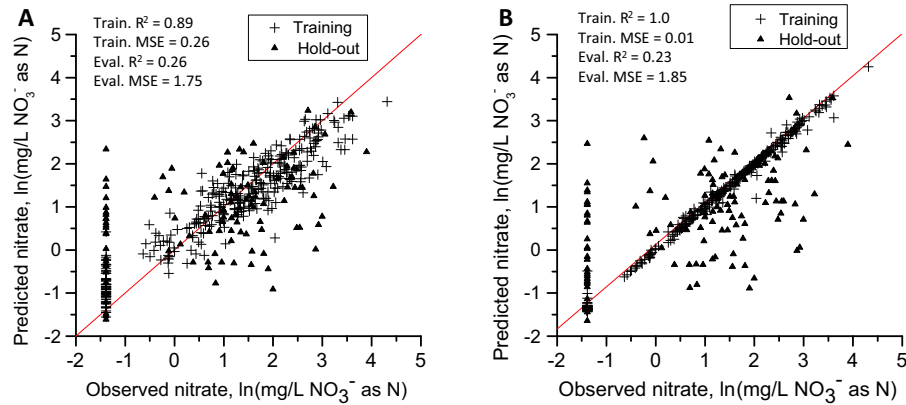 A
Train. R² = 0.89
Train. MSE = 0.26
Eval. R² = 0.26
Eval. MSE = 1.75
Training
Hold-out
Predicted nitrate, ln(mg/L NO₃⁻ as N)
5
4
3
2
1
0
-1
-2
-2 -1 0 1 2 3 4 5
Observed nitrate, ln(mg/L NO₃⁻ as N)
B
Train. R² = 1.0
Train. MSE = 0.01
Eval. R² = 0.23
Eval. MSE = 1.85
Training
Hold-out
Predicted nitrate, ln(mg/L NO₃⁻ as N)
5
4
3
2
1
0
-1
-2
-2 -1 0 1 2 3 4 5
Observed nitrate, ln(mg/L NO₃⁻ as N)